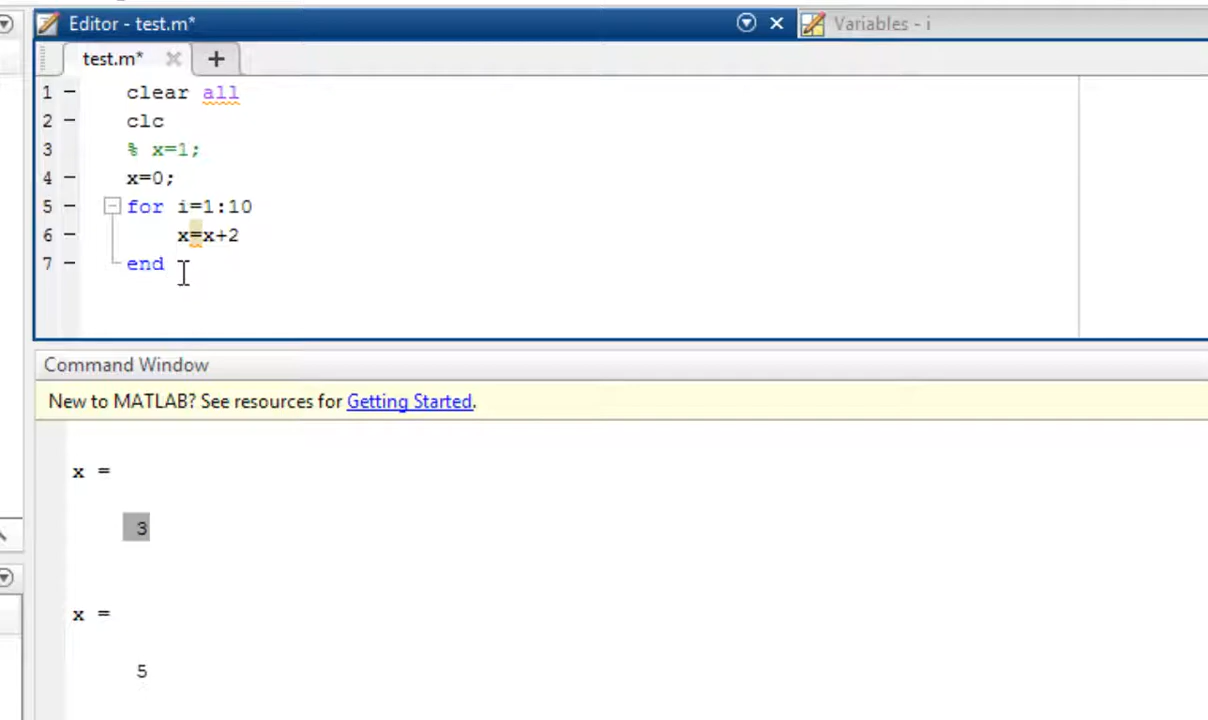 Editor - test.m*
Variables - i
test.m*
1 - clear all
2 - clc
3 - % x=1;
4 - x=0;
5 - for i=1:10
6 - x=x+2
7 - end
Command Window
New to MATLAB? See resources for Getting Started.
x =
3
x =
5